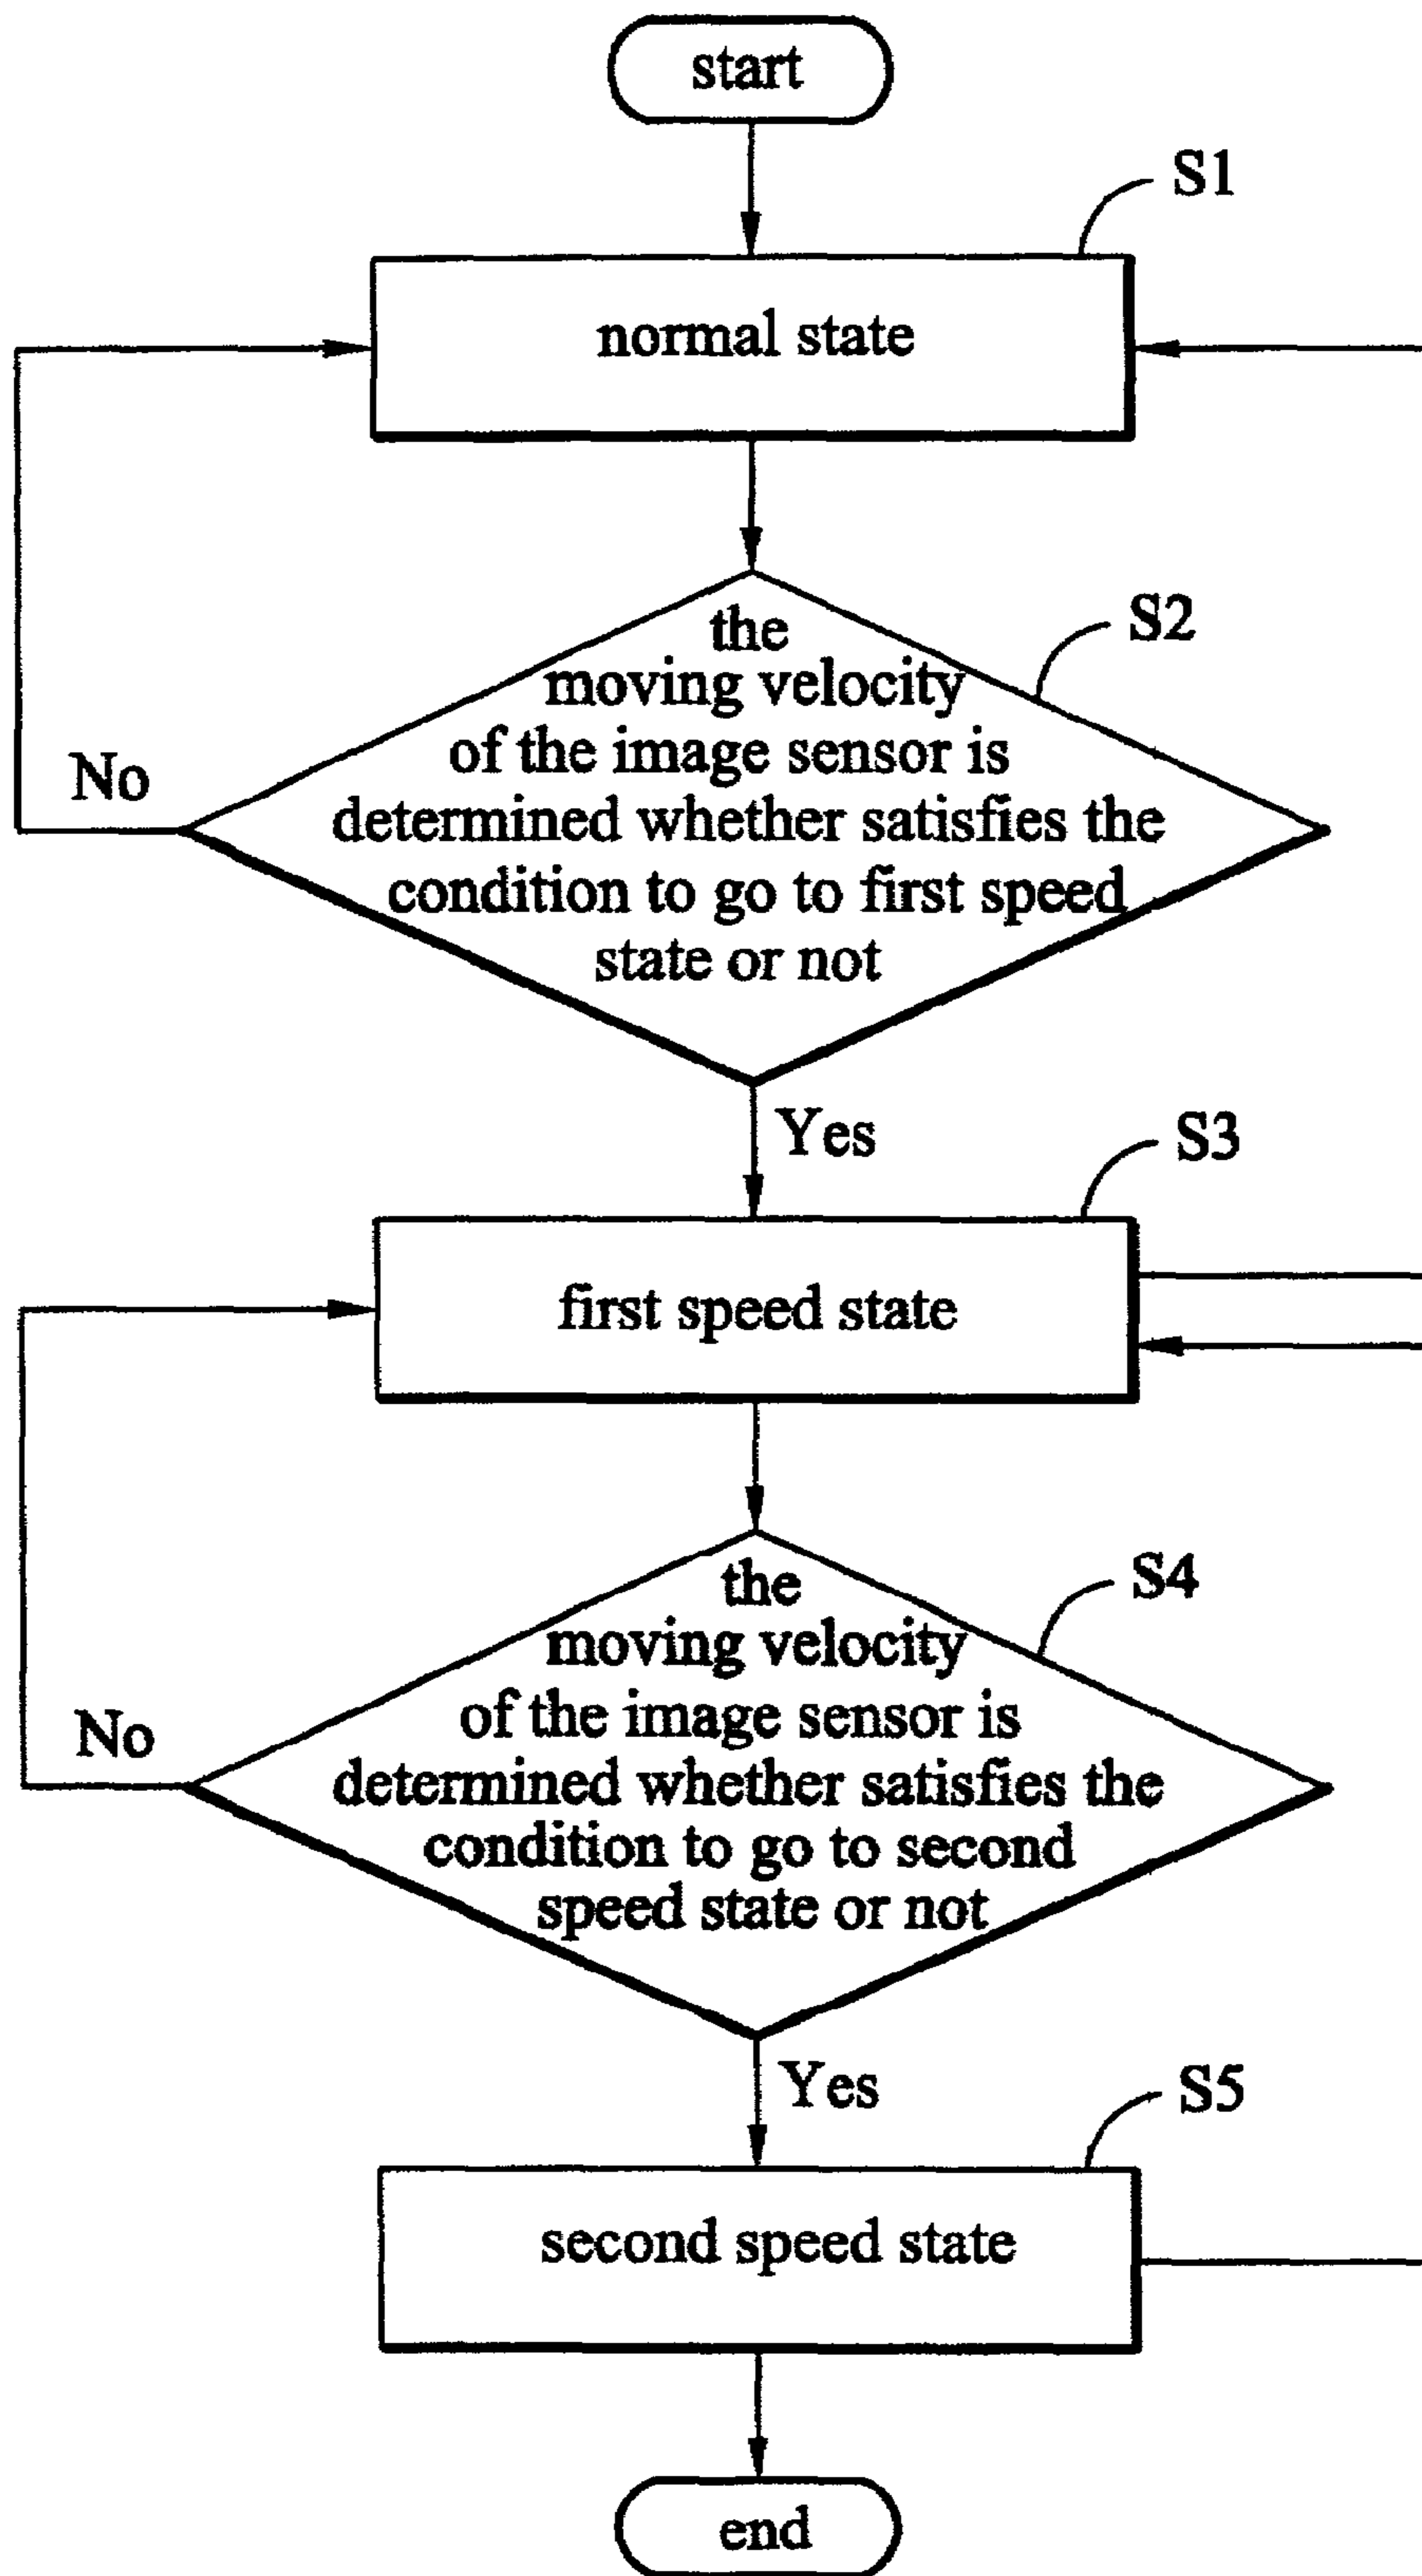 start
S1
normal state
the
S2
moving velocity
of the image sensor is
No
determined whether satisfies the
condition to go to first speed
state or not
Yes
S3
first speed state
the
S4
moving velocity
of the image sensor is
No
determined whether satisfies the
condition to go to second
speed state or not
Yes
S5
second speed state
end